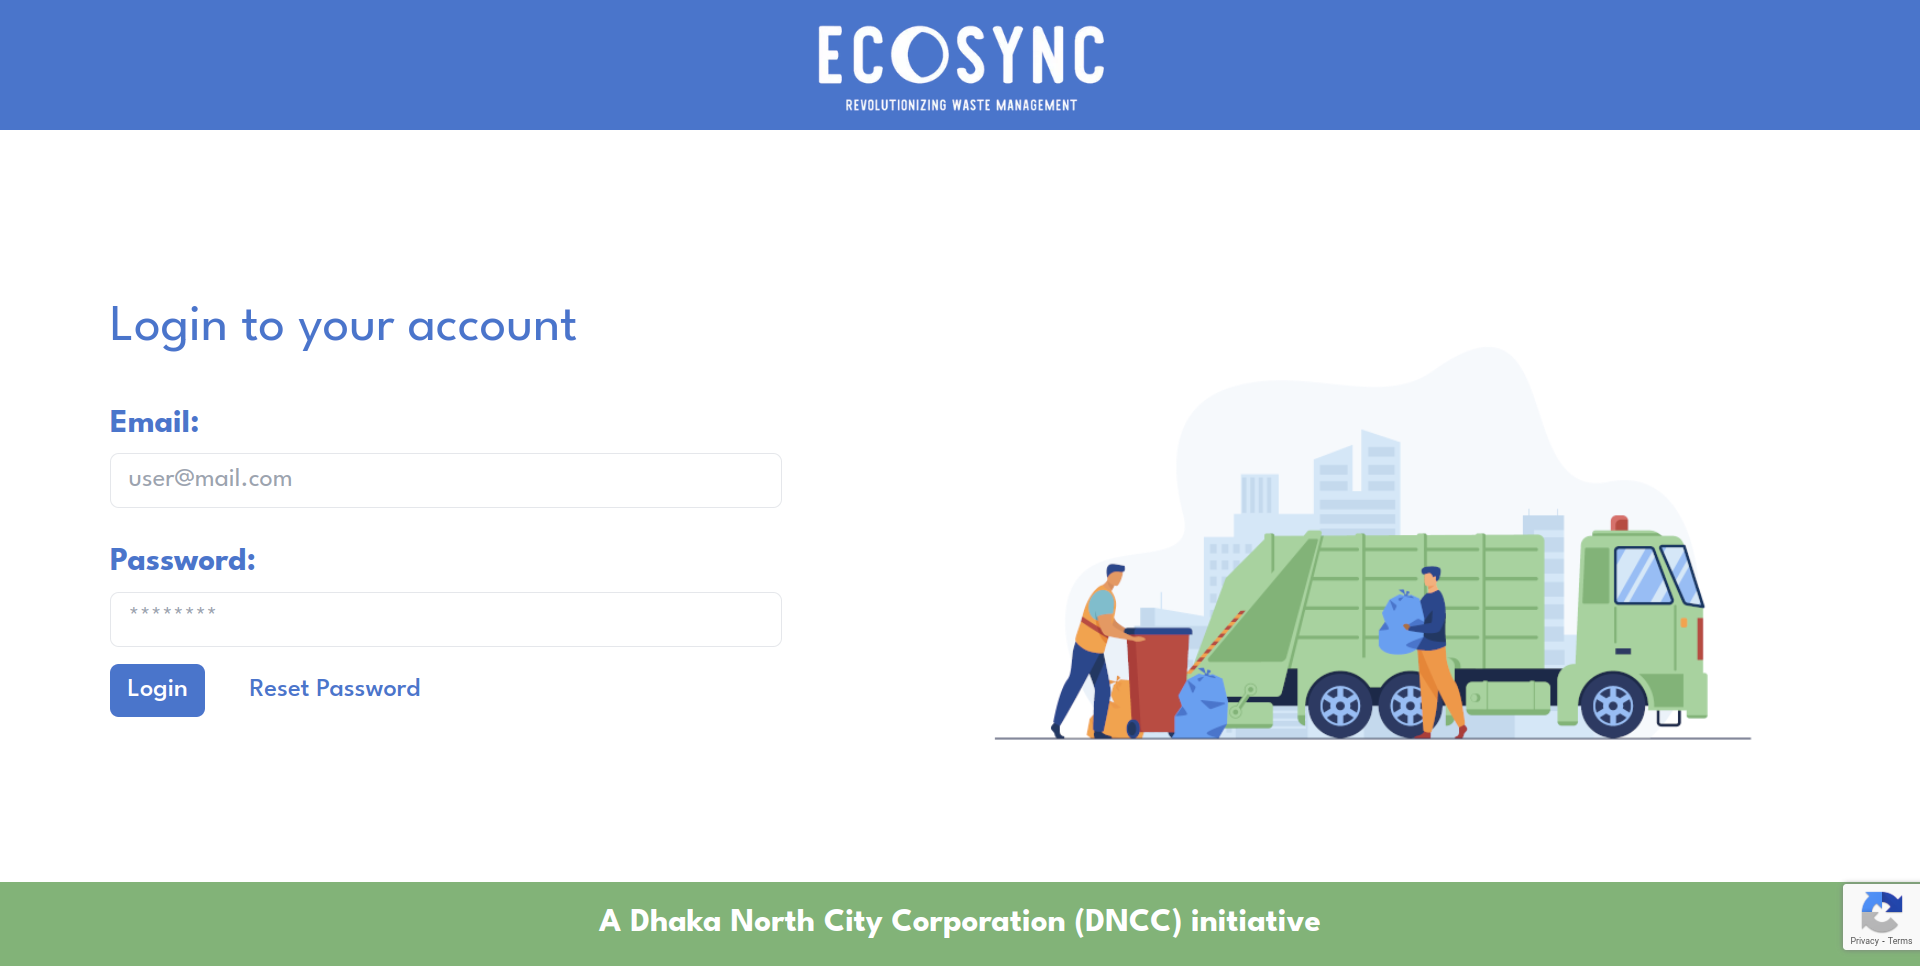 ECOSYNC
REVOLUTIONIZING WASTE MANAGEMENT
Login to your account
Email:
user@mail.com
Password:
********
Login Reset Password
A Dhaka North City Corporation (DNCC) initiative
Privacy - Terms